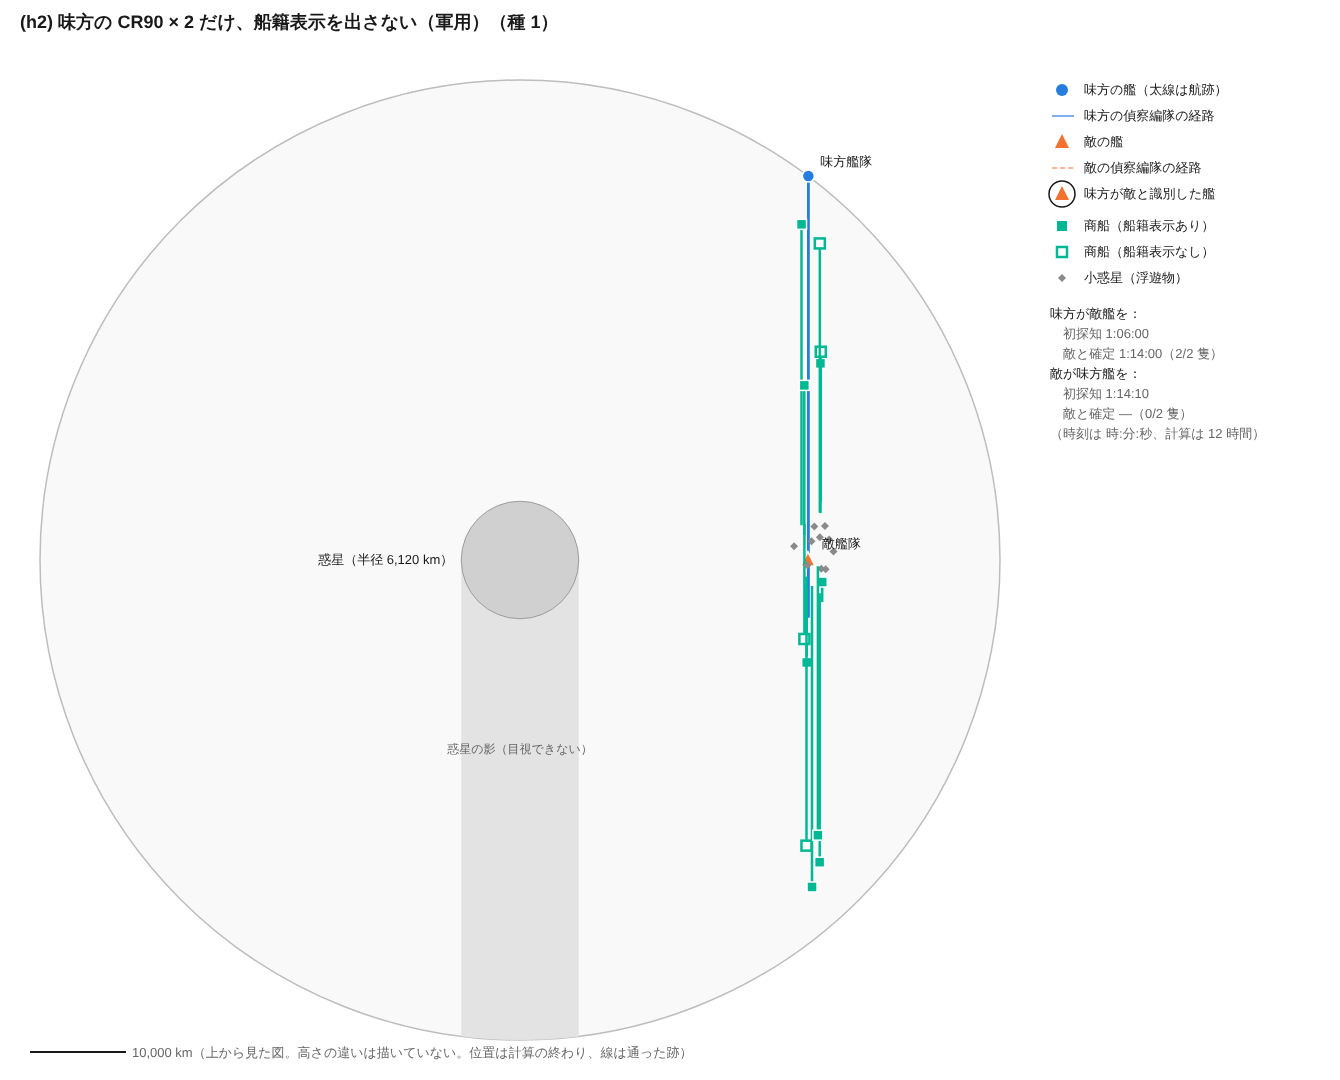 (h2) 味方の CR90 × 2 だけ、船籍表示を出さない（軍用）（種 1）
味方艦隊
敵艦隊
惑星（半径 6,120 km）
惑星の影（目視できない）
味方の艦（太線は航跡）
味方の偵察編隊の経路
敵の艦
敵の偵察編隊の経路
味方が敵と識別した艦
商船（船籍表示あり）
商船（船籍表示なし）
小惑星（浮遊物）
味方が敵艦を：
初探知 1:06:00
敵と確定 1:14:00（2/2 隻）
敵が味方艦を：
初探知 1:14:10
敵と確定 —（0/2 隻）
（時刻は 時:分:秒、計算は 12 時間）
10,000 km（上から見た図。高さの違いは描いていない。位置は計算の終わり、線は通った跡）